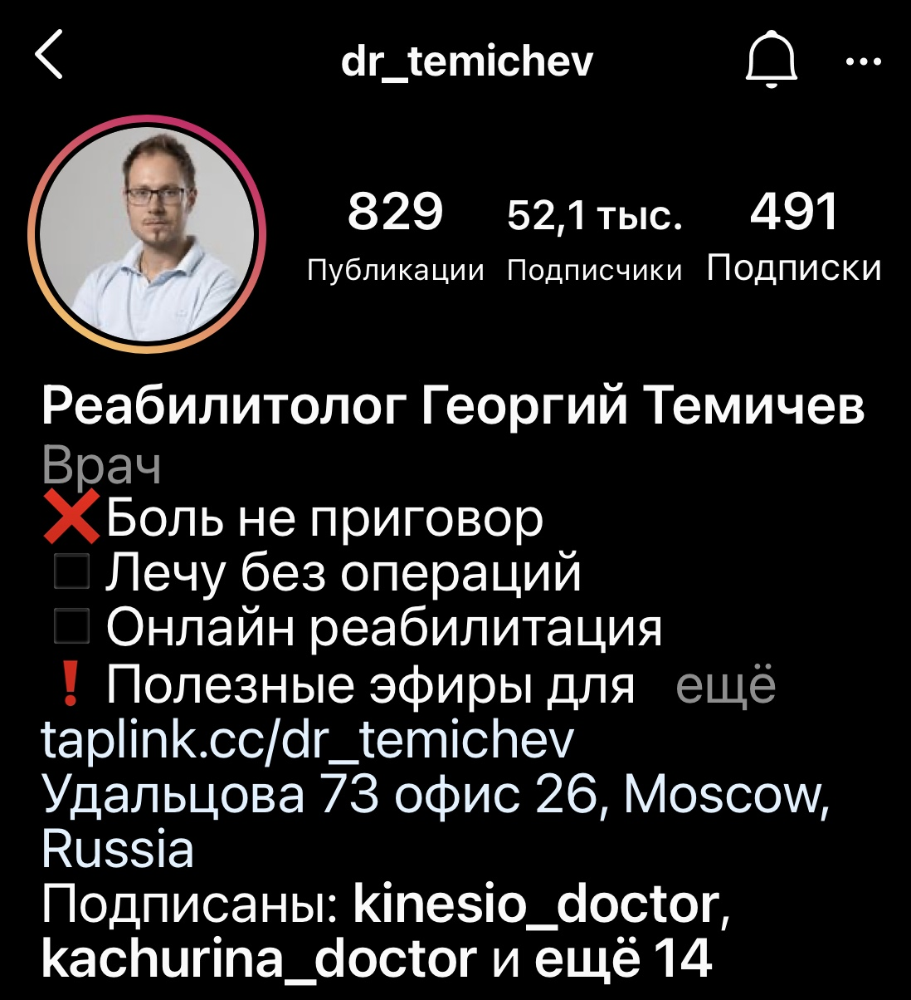 dr_temichev
829 52,1 тыс. 491
Публикации Подписчики Подписки
Реабилитолог Георгий Темичев
Врач
❌Боль не приговор
◼️Лечу без операций
◼️Онлайн реабилитация
❗️Полезные эфиры для ещё
taplink.cc/dr_temichev
Удальцова 73 офис 26, Moscow,
Russia
Подписаны: kinesio_doctor,
kachurina_doctor и ещё 14